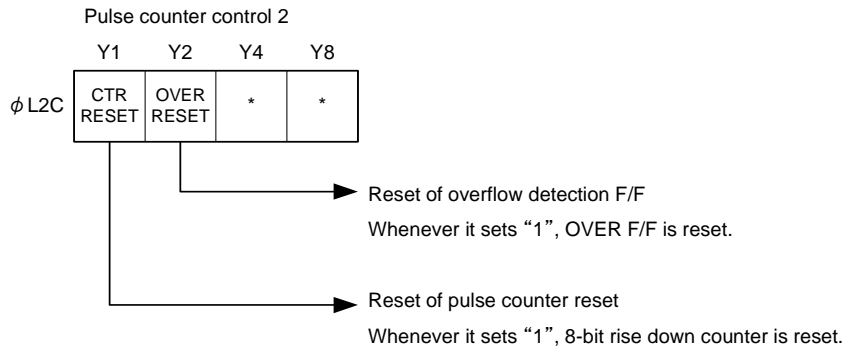 Pulse counter control 2
Y1 Y2 Y4 Y8
φL2C
CTR RESET
OVER RESET
*
*
Reset of overflow detection F/F
Whenever it sets “1”, OVER F/F is reset.
Reset of pulse counter reset
Whenever it sets “1”, 8-bit rise down counter is reset.